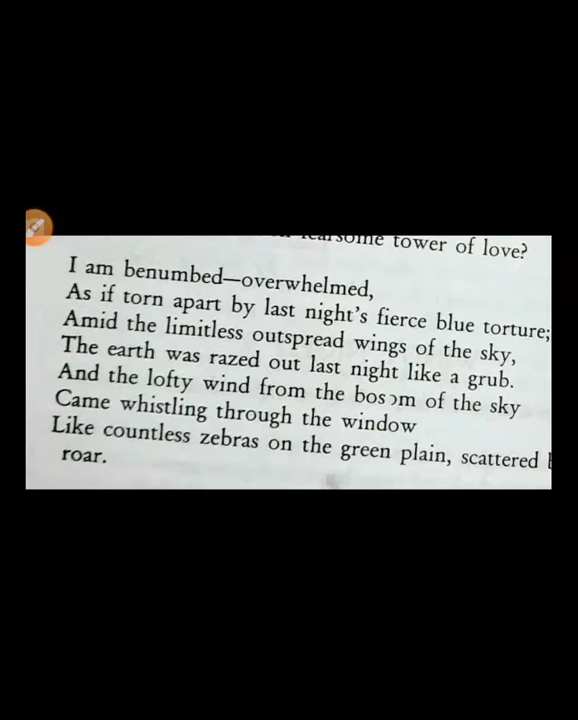 fearsome tower of love?
I am benumbed—overwhelmed,
As if torn apart by last night's fierce blue torture;
Amid the limitless outspread wings of the sky,
The earth was razed out last night like a grub.
And the lofty wind from the bosom of the sky
Came whistling through the window
Like countless zebras on the green plain, scattered
roar.